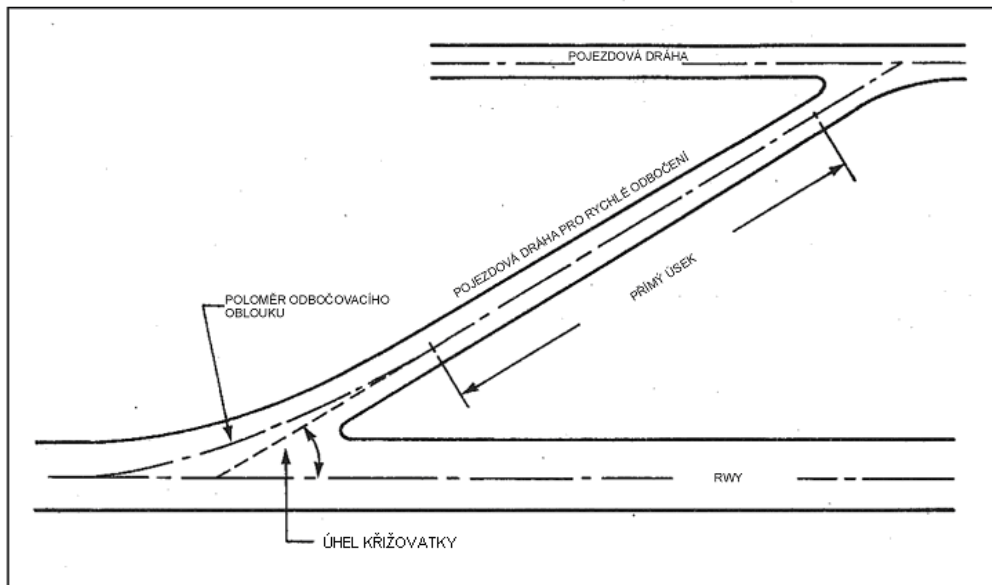 POJEZDOVÁ DRÁHA
POJEZDOVÁ DRÁHA PRO RYCHLÉ ODBOČENÍ
PŘÍMÝ ÚSEK
POLOMĚR ODBOČOVACÍHO
OBLOUKU
RWY
ÚHEL KŘIŽOVATKY